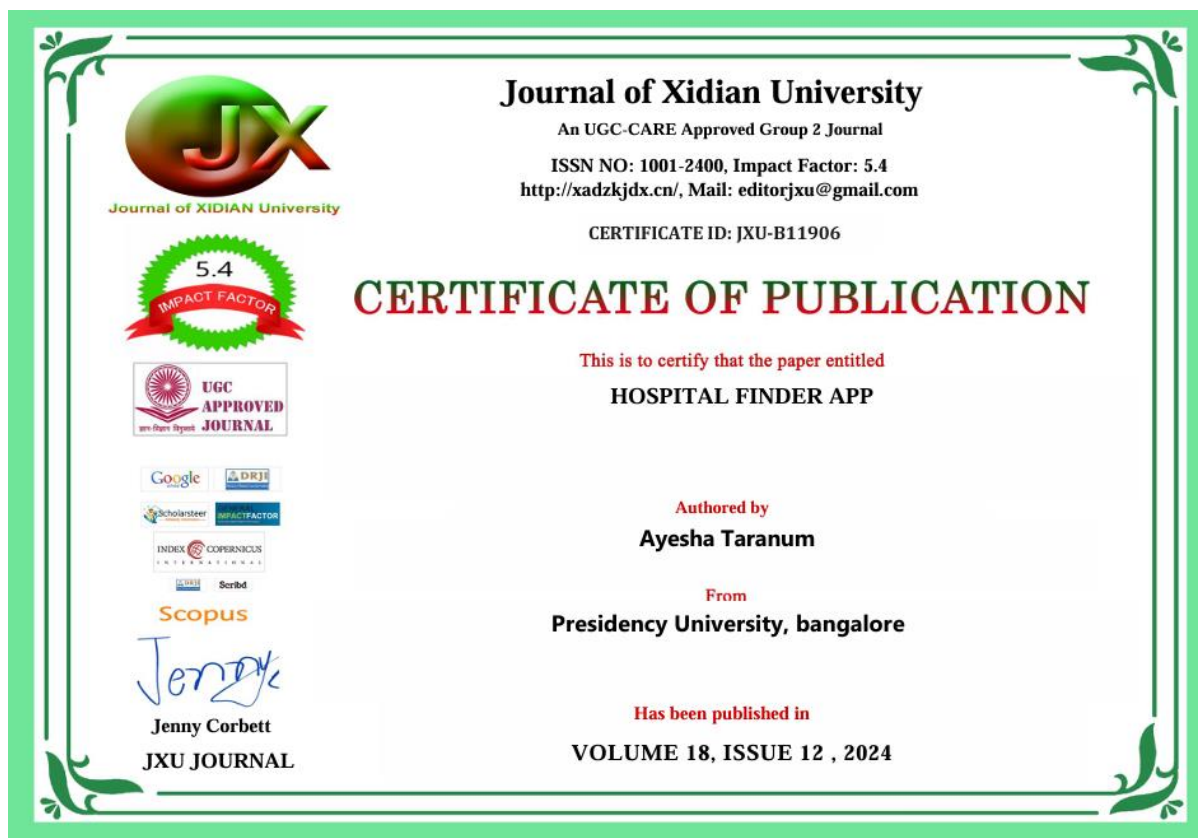 JX
Journal of XIDIAN University
Journal of Xidian University
An UGC-CARE Approved Group 2 Journal
ISSN NO: 1001-2400, Impact Factor: 5.4
http://xadzkjdx.cn/, Mail: editorjxu@gmail.com
CERTIFICATE ID: JXU-B11906
5.4
IMPACT FACTOR
CERTIFICATE OF PUBLICATION
This is to certify that the paper entitled
HOSPITAL FINDER APP
UGC
APPROVED
JOURNAL
ज्ञान-विज्ञान विमुक्तये
Google
DRJI
Scholarsteer
GENERAL
IMPACTFACTOR
INDEX COPERNICUS
INTERNATIONAL
DRJI
Scribd
Scopus
Authored by
Ayesha Taranum
From
Presidency University, bangalore
Jenny
Jenny Corbett
JXU JOURNAL
Has been published in
VOLUME 18, ISSUE 12 , 2024